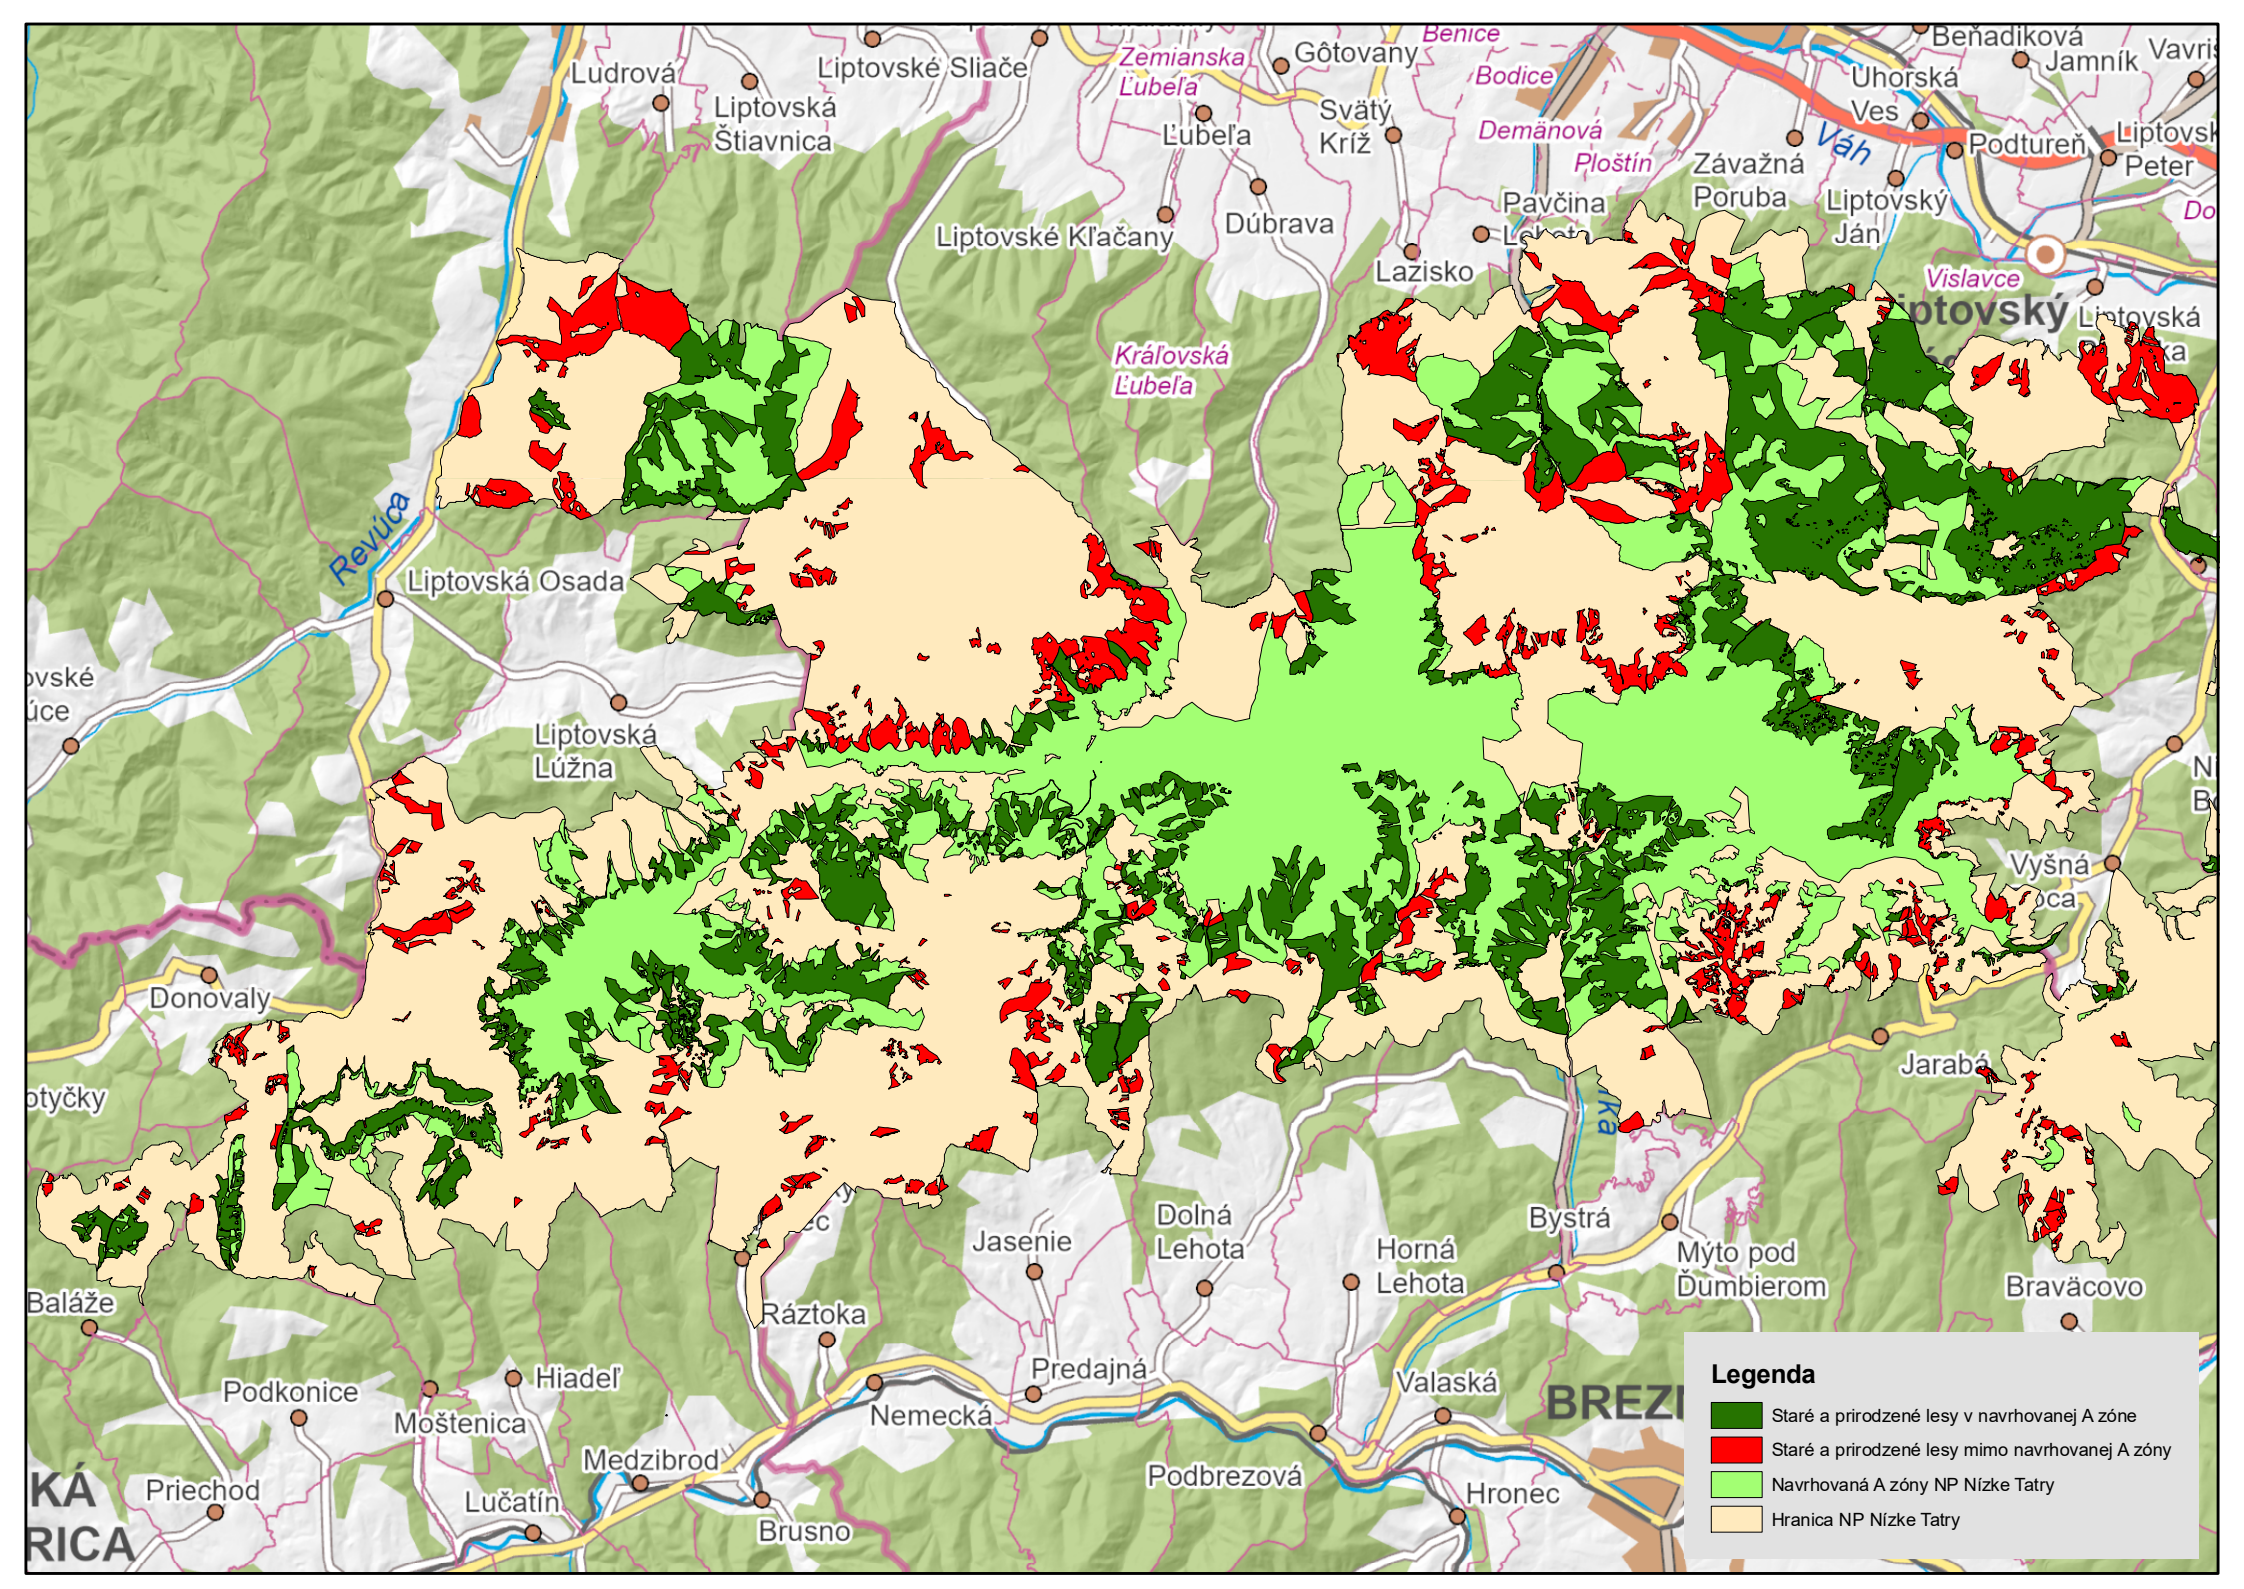 Benice
Beňadiková
Zemianska
Ľubeľa
Gôtovany
Jamník
Ludrová
Liptovské Sliače
Bodice
Uhorská
Ves
Liptovská
Štiavnica
Svätý
Kríž
Ľubeľa
Demänová
Ploštín
Váh
Podtureň
Peter
Závažná
Poruba
Liptovský
Ján
Pavčina
Liptovské Kľačany
Dúbrava
Lazisko
Vislavce
Liptovská
Kráľovská
Ľubeľa
Revúca
Liptovská Osada
Liptovská
Lúžna
Vyšná
Donovaly
Jarabá
Dolná
Lehota
Jasenie
Horná
Lehota
Bystrá
Mýto pod
Ďumbierom
Braväcovo
Baláže
Ráztoka
Predajná
Hiadeľ
Podkonice
Moštenica
Nemecká
Valaská
Medzibrod
Podbrezová
Priechod
Lučatín
Hronec
Brusno
Legenda
Staré a prirodzené lesy v navrhovanej A zóne
Staré a prirodzené lesy mimo navrhovanej A zóny
Navrhovaná A zóny NP Nízke Tatry
Hranica NP Nízke Tatry